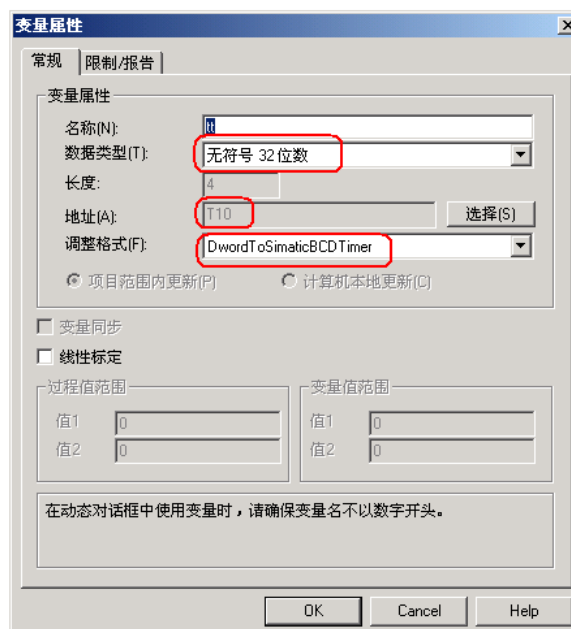 变量属性
常规 限制/报告
变量属性
名称(N): tt
数据类型(T): 无符号 32位数
长度: 4
地址(A): T10 选择(S)
调整格式(F): DwordToSimaticBCDTimer
项目范围内更新(P) 计算机本地更新(C)
变量同步
线性标定
过程值范围 变量值范围
值1 0 值1 0
值2 0 值2 0
在动态对话框中使用变量时，请确保变量名不以数字开头。
OK Cancel Help